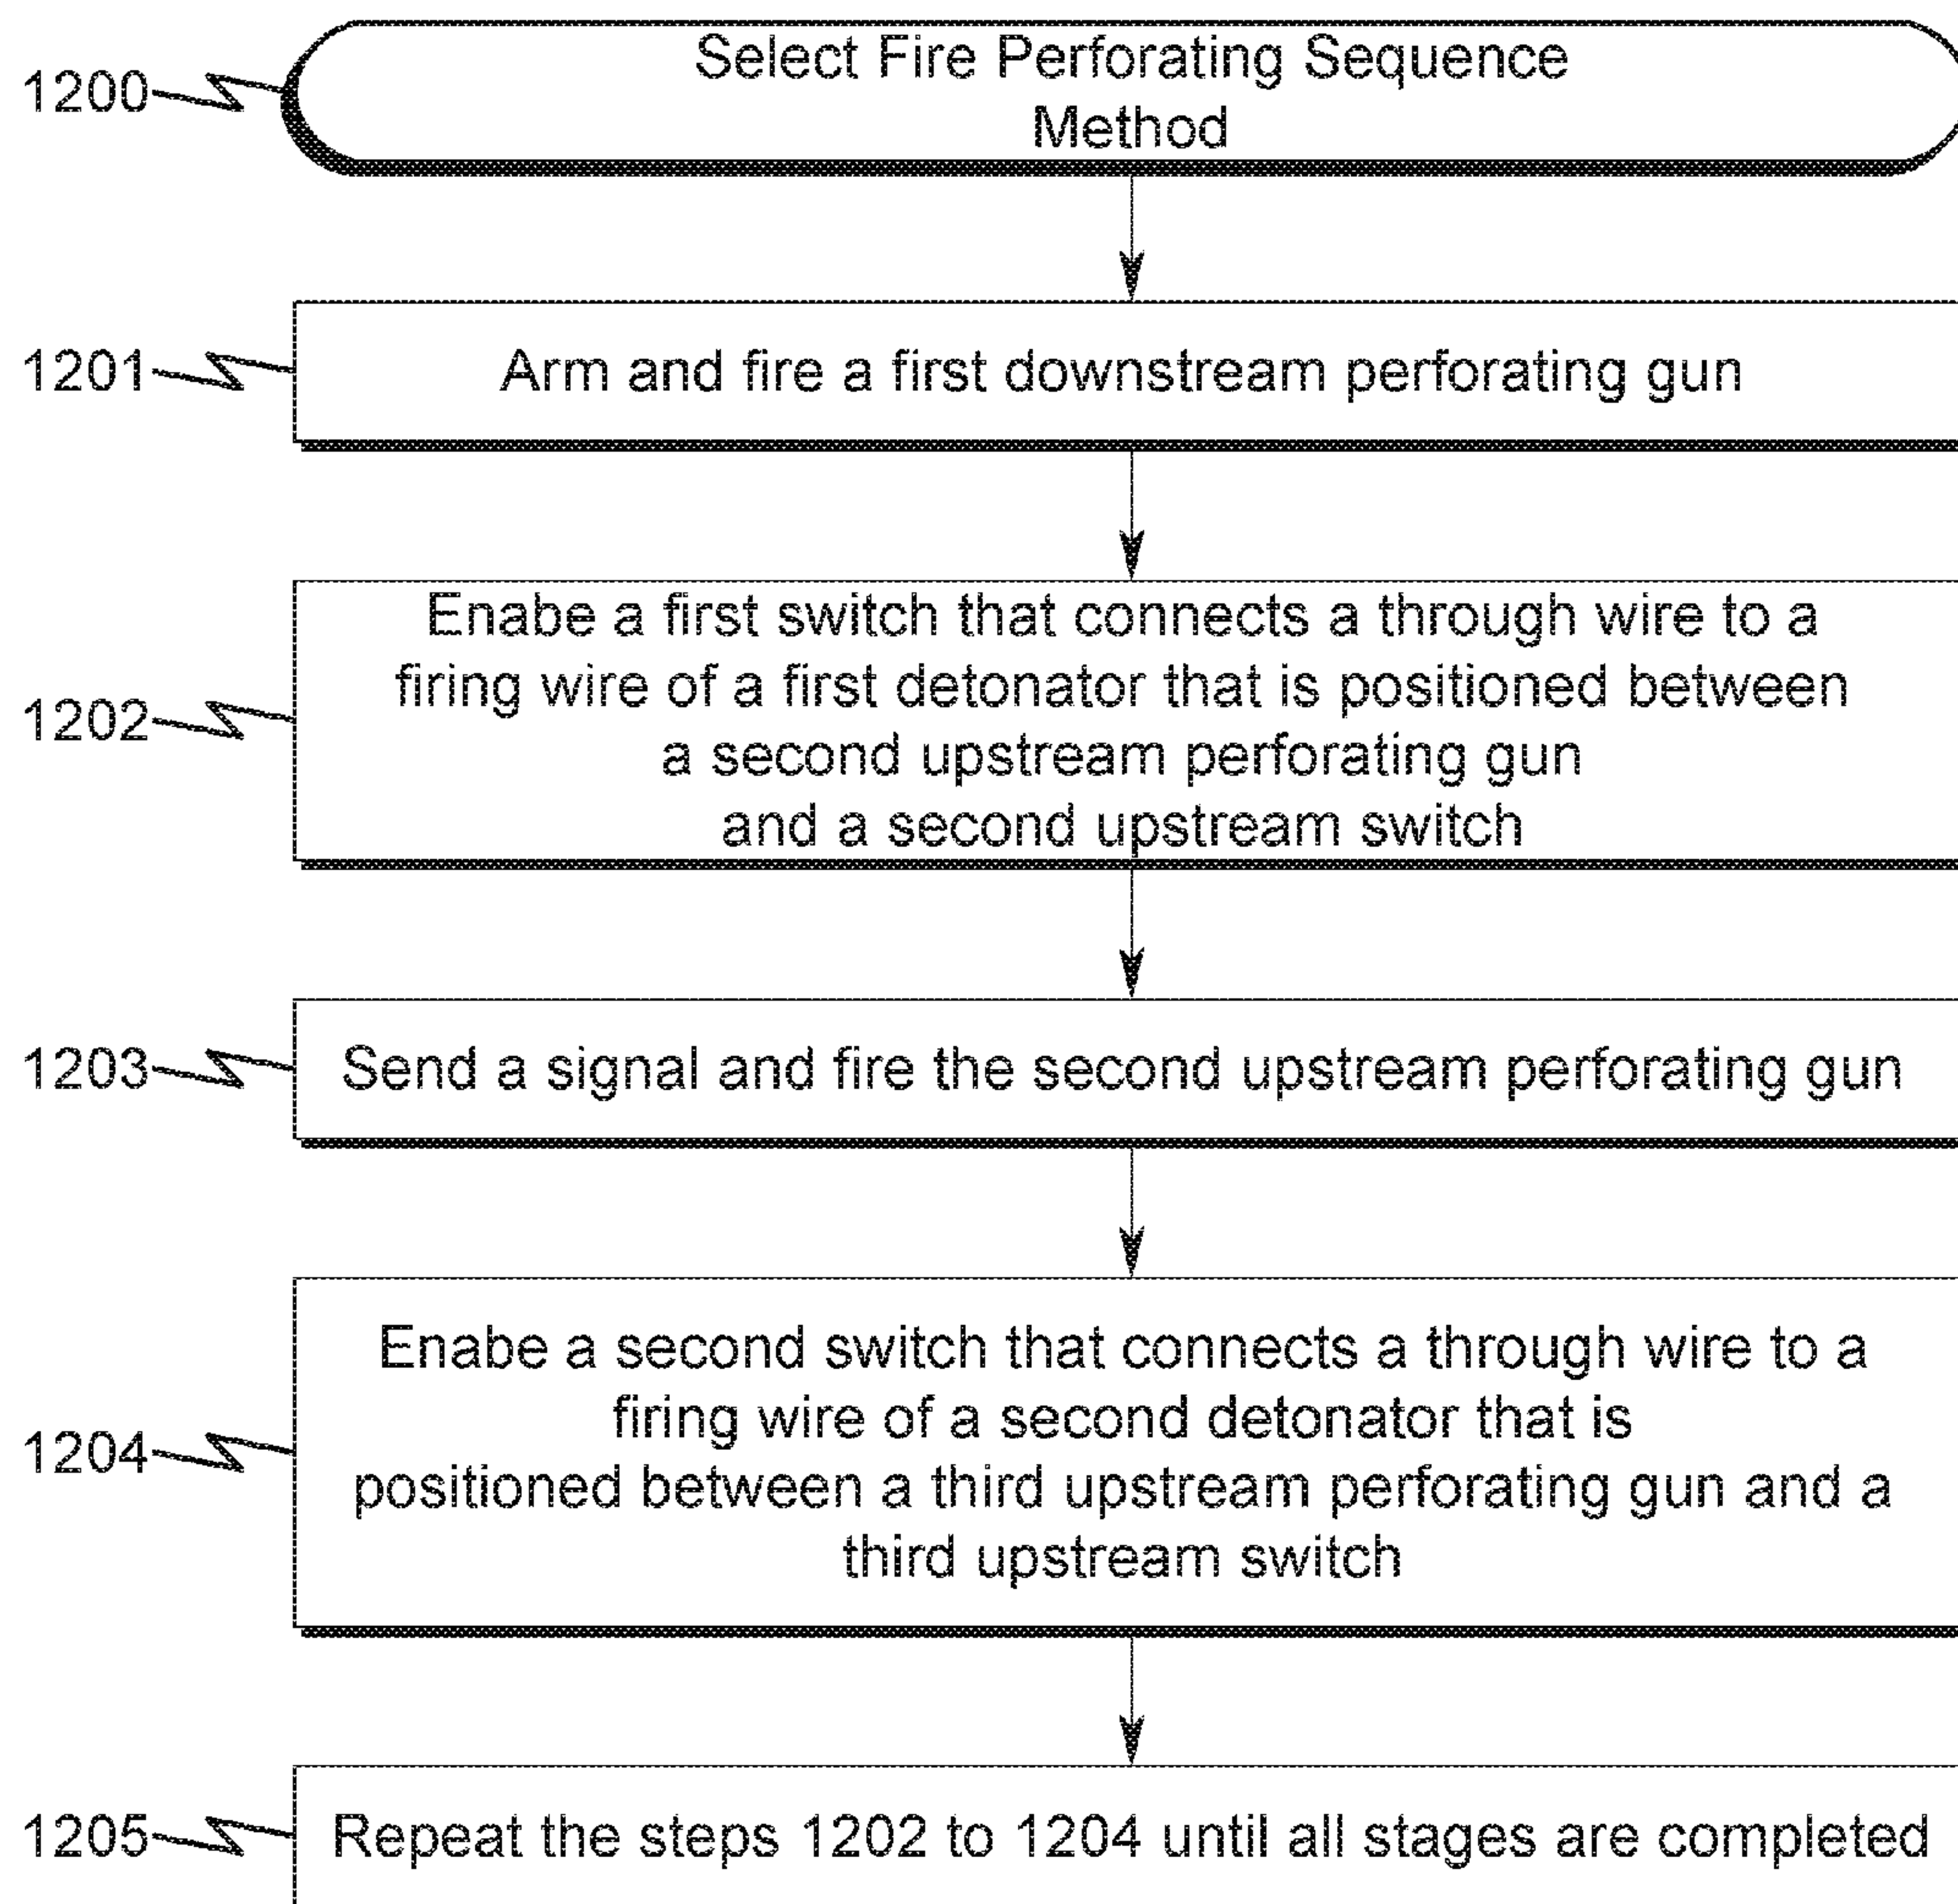 Select Fire Perforating Sequence
Method
1200
1201
Arm and fire a first downstream perforating gun
Enabe a first switch that connects a through wire to a
firing wire of a first detonator that is positioned between
1202
a second upstream perforating gun
and a second upstream switch
1203
Send a signal and fire the second upstream perforating gun
Enabe a second switch that connects a through wire to a
firing wire of a second detonator that is
1204
positioned between a third upstream perforating gun and a
third upstream switch
1205
Repeat the steps 1202 to 1204 until all stages are completed